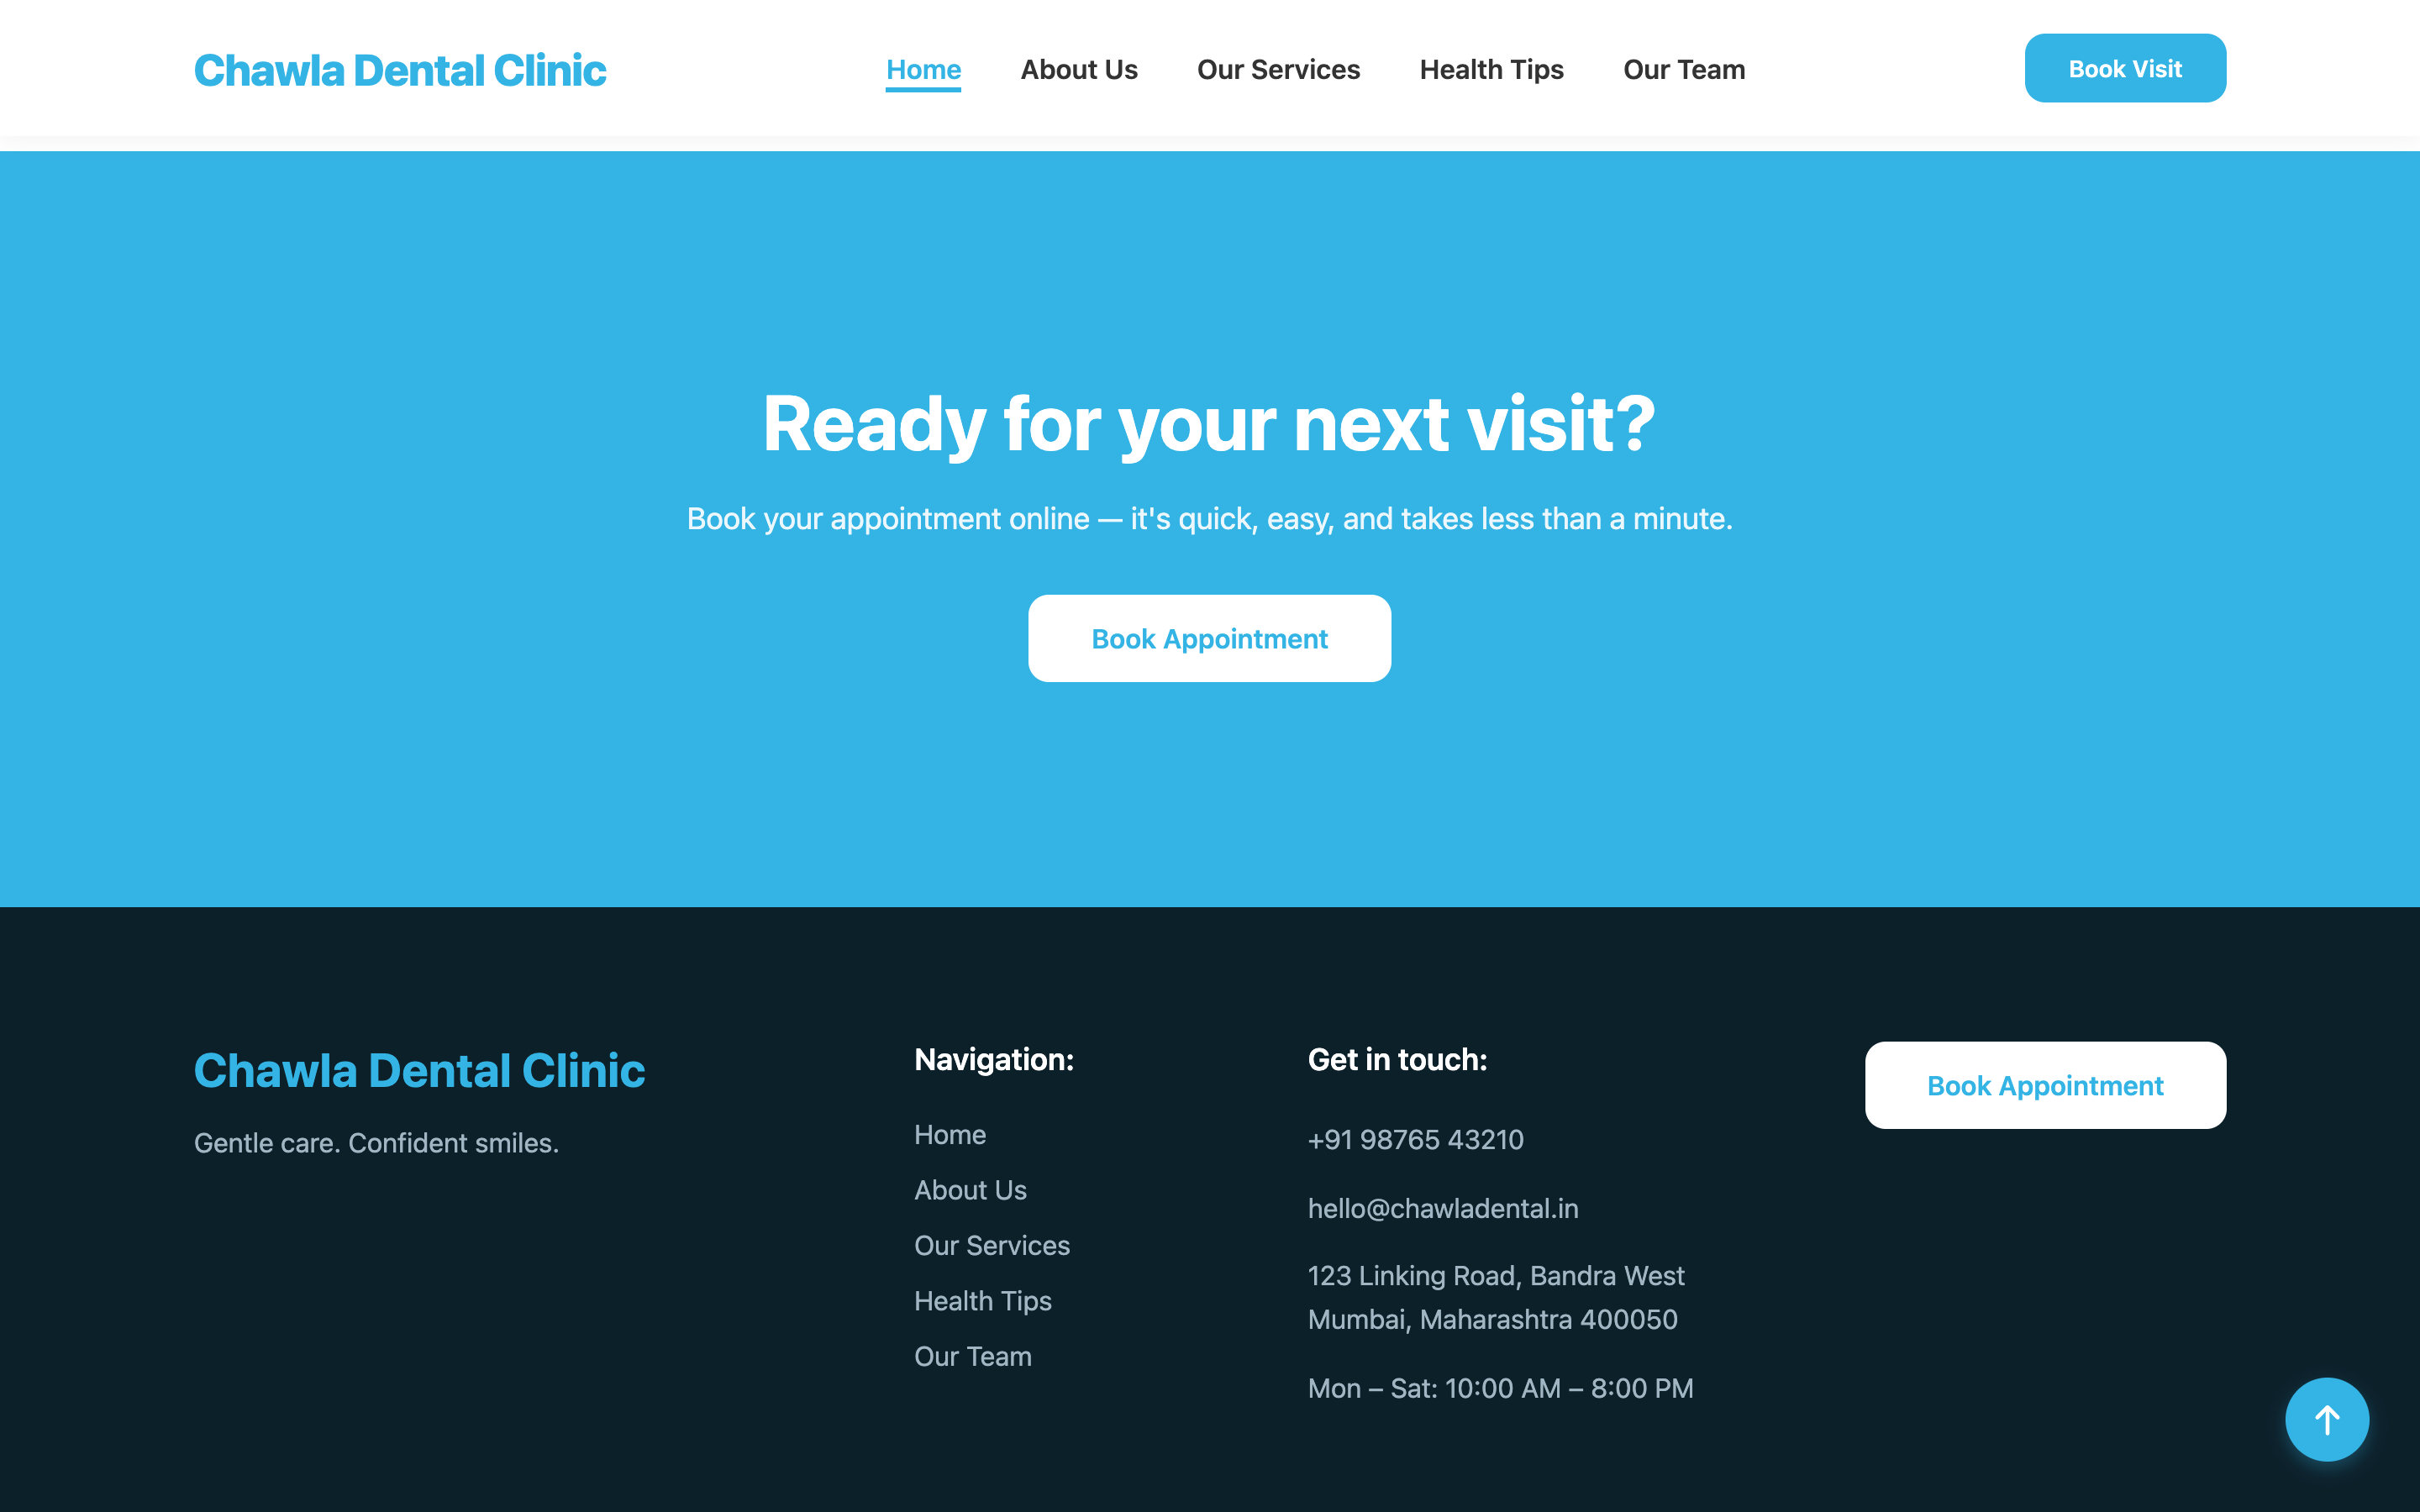 Chawla Dental Clinic
Home
About Us
Our Services
Health Tips
Our Team
Book Visit
Ready for your next visit?
Book your appointment online — it's quick, easy, and takes less than a minute.
Book Appointment
Chawla Dental Clinic
Gentle care. Confident smiles.
Navigation:
Home
About Us
Our Services
Health Tips
Our Team
Get in touch:
+91 98765 43210
hello@chawladental.in
123 Linking Road, Bandra West
Mumbai, Maharashtra 400050
Mon – Sat: 10:00 AM – 8:00 PM
Book Appointment